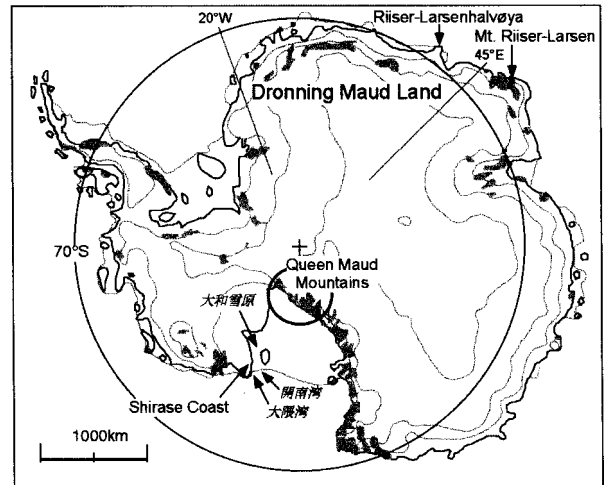 Riiser-Larsenhalvøya
20°W
Mt. Riiser-Larsen
45°E
Dronning Maud Land
70°S
Queen Maud
Mountains
大和雪原
開南湾
Shirase Coast
大隈湾
1000km